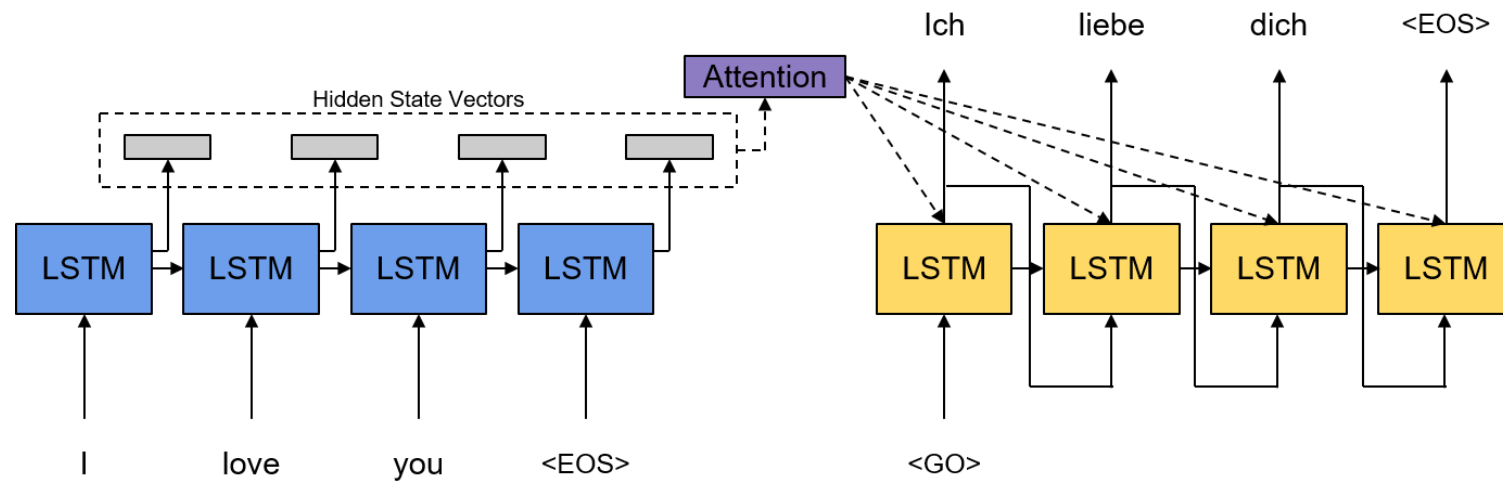 Ich liebe dich <EOS>
Attention
Hidden State Vectors
LSTM LSTM LSTM LSTM LSTM LSTM LSTM LSTM
I love you <EOS> <GO>